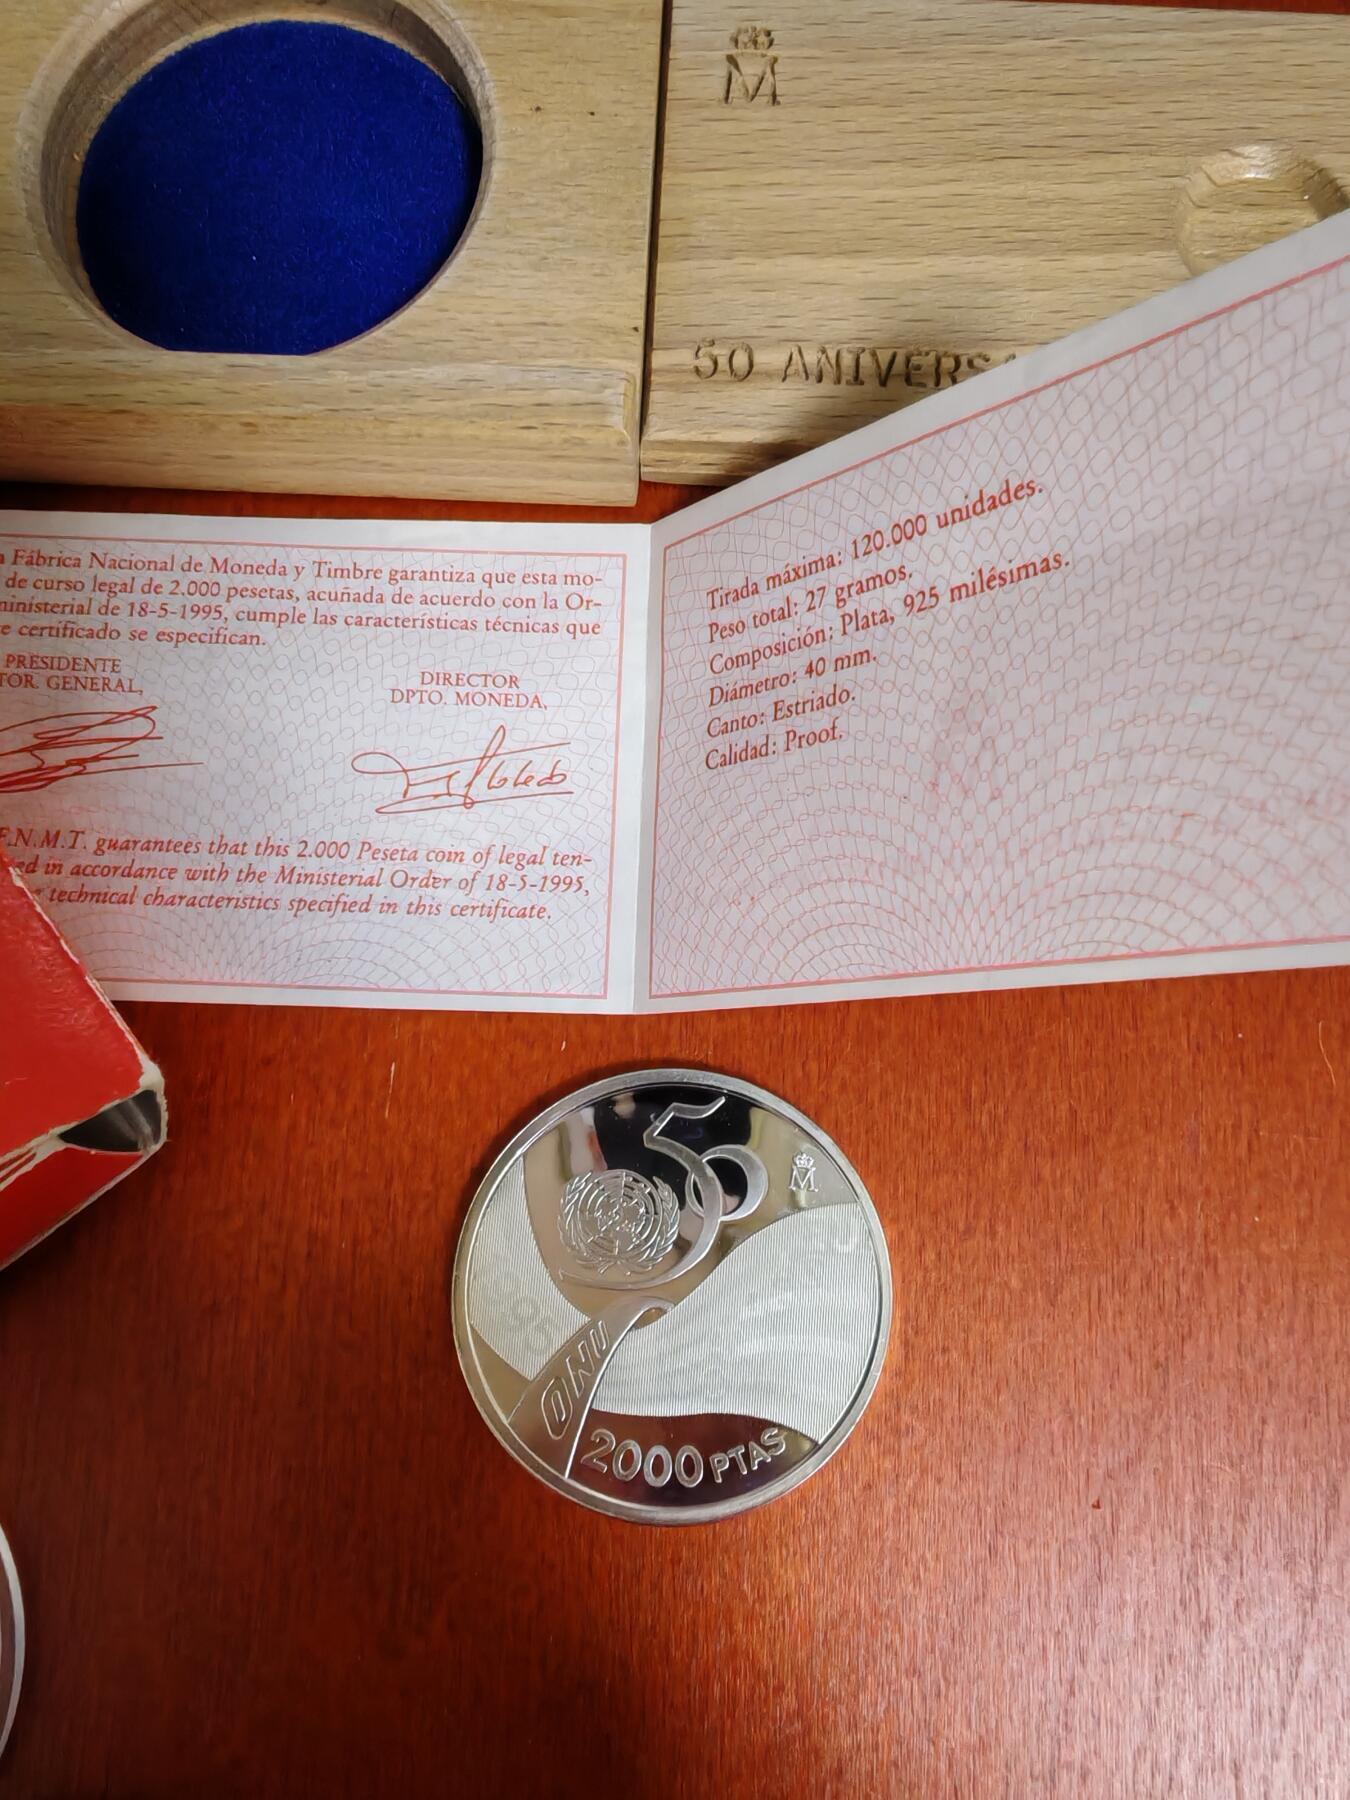 M
50 ANIVERS
Fábrica Nacional de Moneda y Timbre garantiza que esta mo-
de curso legal de 2.000 pesetas, acuñada de acuerdo con la Or-
ministerial de 18-5-1995, cumple las características técnicas que
certificado se especifican.
PRESIDENTE
TOR. GENERAL,
DIRECTOR
DPTO. MONEDA,
F.N.M.T. guarantees that this 2.000 Peseta coin of legal ten-
ed in accordance with the Ministerial Order of 18-5-1995,
technical characteristics specified in this certificate.
Tirada máxima: 120.000 unidades.
Peso total: 27 gramos.
Composición: Plata, 925 milésimas.
Diámetro: 40 mm.
Canto: Estriado.
Calidad: Proof.
50
M
ONU
2000 PTAS